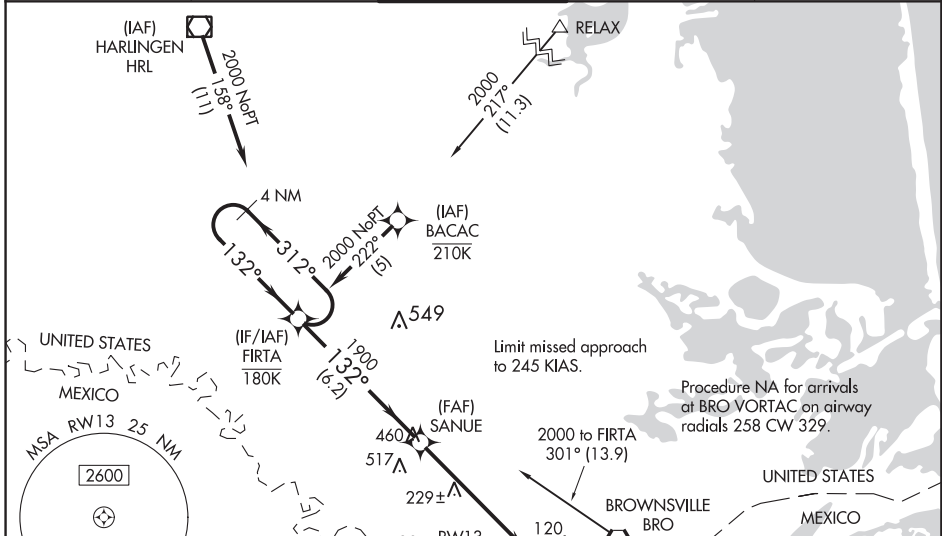 (IAF)
HARLINGEN
HRL
2000 NoPT
158°
(11)
RELAX
2000
217°
(11.3)
4 NM
312°
132°
2000 NoPT
222°
(5)
(IAF)
BACAC
210K
(IF/IAF)
FIRTA
180K
549
1900
132°
(6.2)
Limit missed approach
to 245 KIAS.
UNITED STATES
MEXICO
Procedure NA for arrivals
at BRO VORTAC on airway
radials 258 CW 329.
MSA RW13 25 NM
2600
(FAF)
SANUE
460
517
229±
2000 to FIRTA
301° (13.9)
UNITED STATES
MEXICO
BROWNSVILLE
BRO
RW13
120